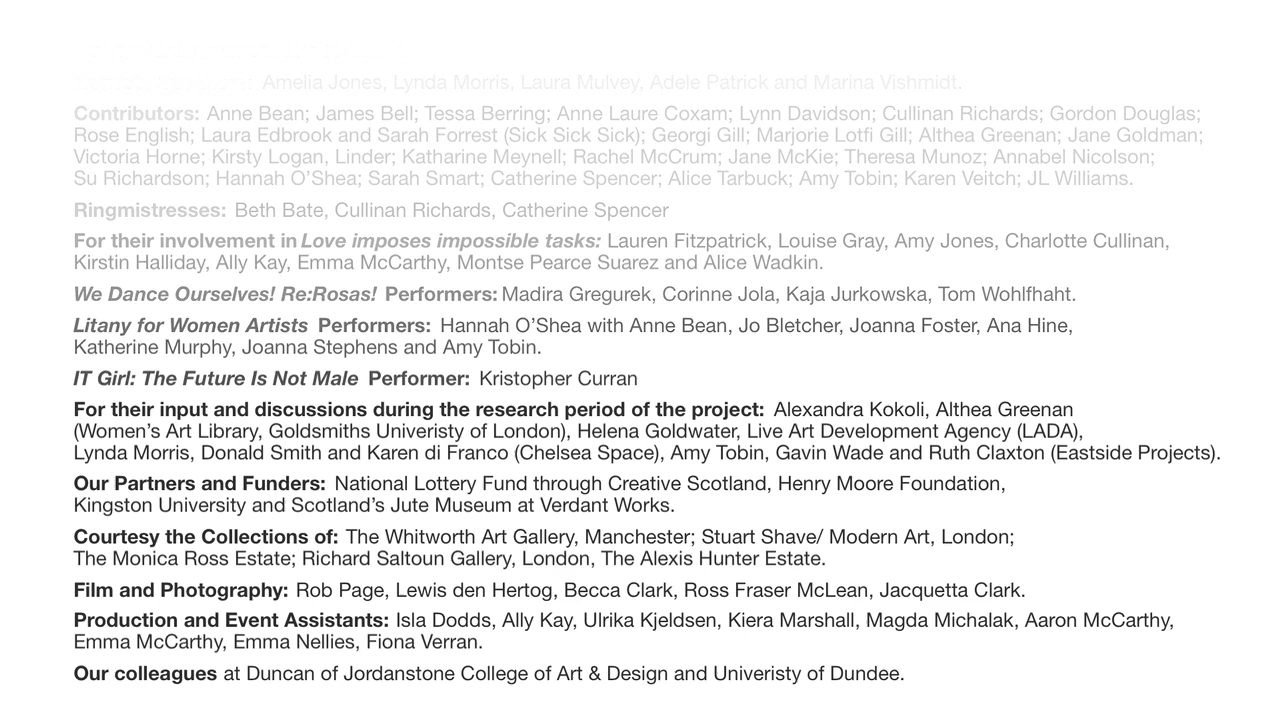 Amelia Jones, Lynda Morris, Laura Mulvey, Adele Patrick and Marina Vishmidt.
Contributors: Anne Bean; James Bell; Tessa Berring; Anne Laure Coxam; Lynn Davidson; Cullinan Richards; Gordon Douglas;
Rose English; Laura Edbrook and Sarah Forrest (Sick Sick Sick); Georgi Gill; Marjorie Lotfi Gill; Althea Greenan; Jane Goldman;
Victoria Horne; Kirsty Logan, Linder; Katharine Meynell; Rachel McCrum; Jane McKie; Theresa Munoz; Annabel Nicolson;
Su Richardson; Hannah O'Shea; Sarah Smart; Catherine Spencer; Alice Tarbuck; Amy Tobin; Karen Veitch; JL Williams.
Ringmistresses: Beth Bate, Cullinan Richards, Catherine Spencer
For their involvement in Love imposes impossible tasks: Lauren Fitzpatrick, Louise Gray, Amy Jones, Charlotte Cullinan,
Kirstin Halliday, Ally Kay, Emma McCarthy, Montse Pearce Suarez and Alice Wadkin.
We Dance Ourselves! Re:Rosas! Performers: Madira Gregurek, Corinne Jola, Kaja Jurkowska, Tom Wohlfhaht.
Litany for Women Artists Performers: Hannah O'Shea with Anne Bean, Jo Bletcher, Joanna Foster, Ana Hine,
Katherine Murphy, Joanna Stephens and Amy Tobin.
IT Girl: The Future Is Not Male Performer: Kristopher Curran
For their input and discussions during the research period of the project: Alexandra Kokoli, Althea Greenan
(Women's Art Library, Goldsmiths Univeristy of London), Helena Goldwater, Live Art Development Agency (LADA),
Lynda Morris, Donald Smith and Karen di Franco (Chelsea Space), Amy Tobin, Gavin Wade and Ruth Claxton (Eastside Projects).
Our Partners and Funders: National Lottery Fund through Creative Scotland, Henry Moore Foundation,
Kingston University and Scotland's Jute Museum at Verdant Works.
Courtesy the Collections of: The Whitworth Art Gallery, Manchester; Stuart Shave/ Modern Art, London;
The Monica Ross Estate; Richard Saltoun Gallery, London, The Alexis Hunter Estate.
Film and Photography: Rob Page, Lewis den Hertog, Becca Clark, Ross Fraser McLean, Jacquetta Clark.
Production and Event Assistants: Isla Dodds, Ally Kay, Ulrika Kjeldsen, Kiera Marshall, Magda Michalak, Aaron McCarthy,
Emma McCarthy, Emma Nellies, Fiona Verran.
Our colleagues at Duncan of Jordanstone College of Art & Design and Univeristy of Dundee.